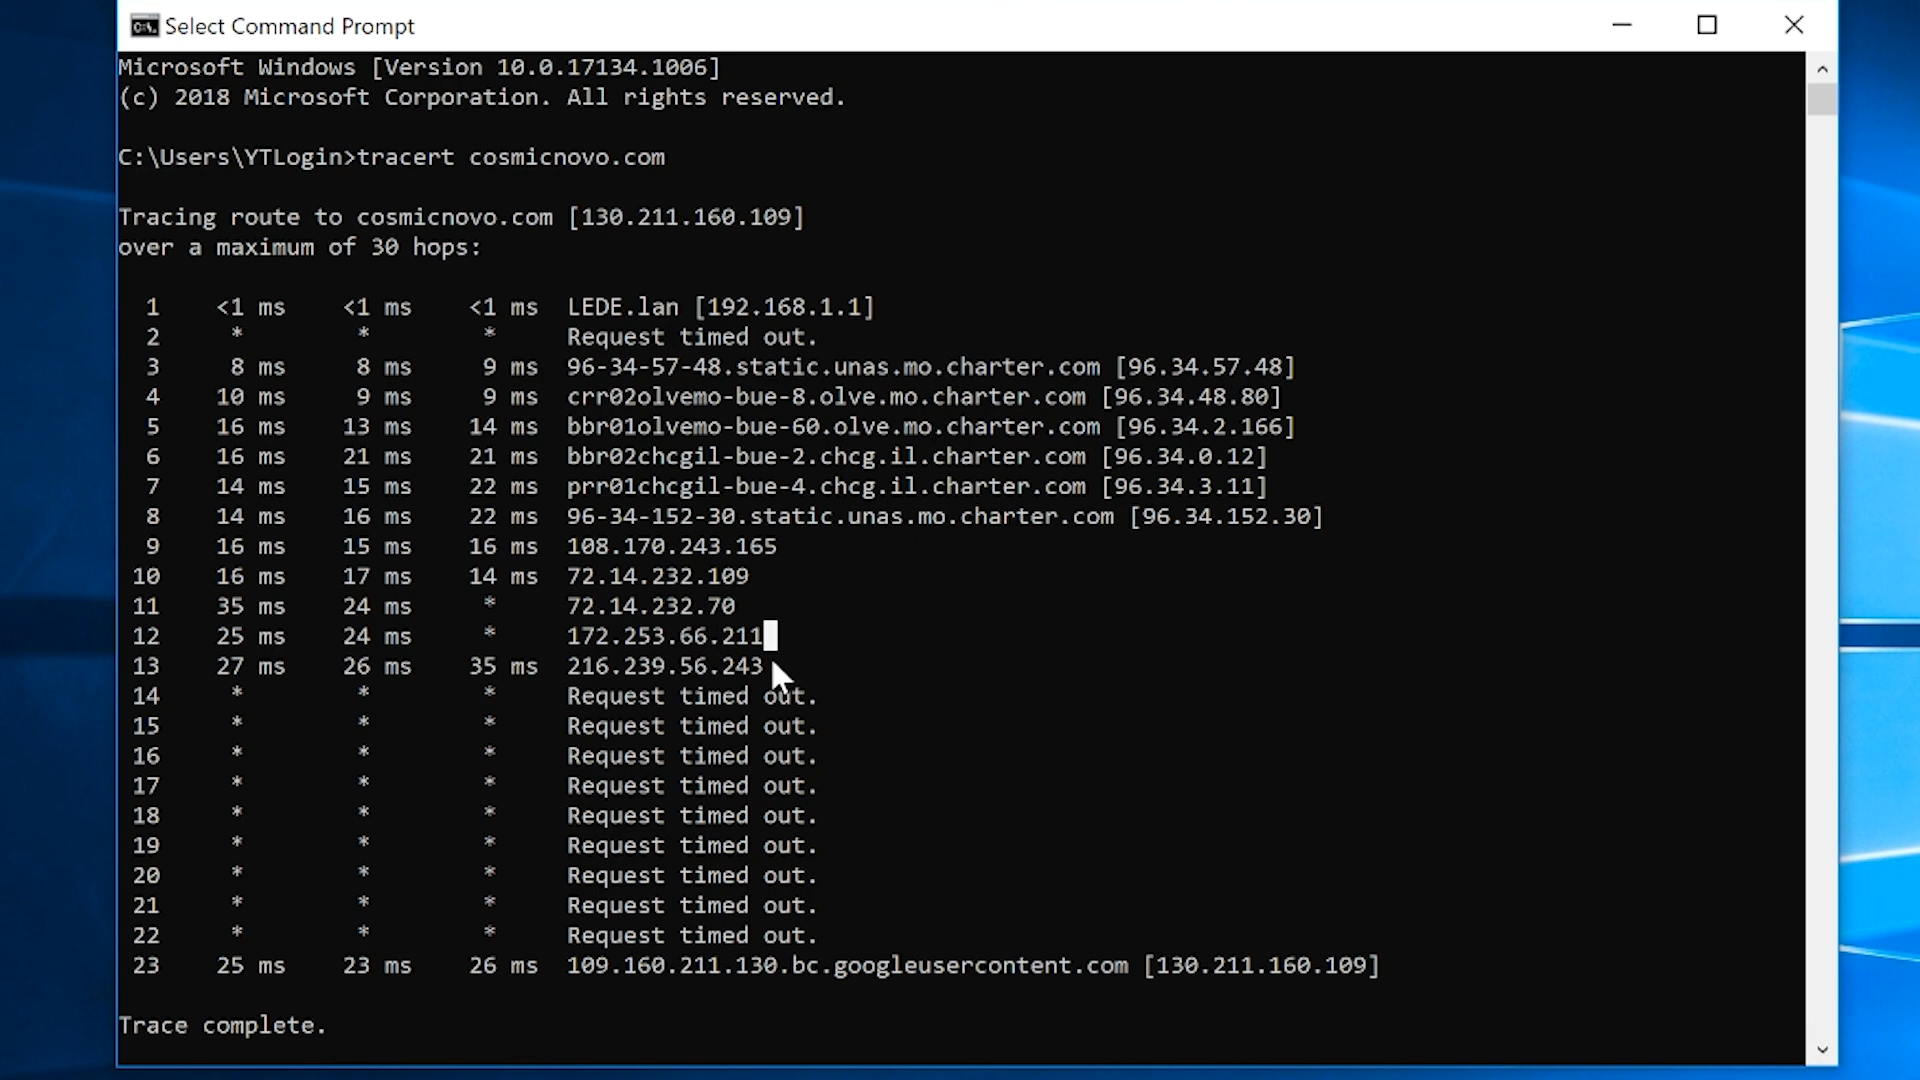 Select Command Prompt
Microsoft Windows [Version 10.0.17134.1006]
(c) 2018 Microsoft Corporation. All rights reserved.
C:\Users\YTLogin>tracert cosmicnovo.com
Tracing route to cosmicnovo.com [130.211.160.109]
over a maximum of 30 hops:
1 <1 ms <1 ms <1 ms LEDE.lan [192.168.1.1]
2 * * * Request timed out.
3 8 ms 8 ms 9 ms 96-34-57-48.static.unas.mo.charter.com [96.34.57.48]
4 10 ms 9 ms 9 ms crr02olvemo-bue-8.olve.mo.charter.com [96.34.48.80]
5 16 ms 13 ms 14 ms bbr01olvemo-bue-60.olve.mo.charter.com [96.34.2.166]
6 16 ms 21 ms 21 ms bbr02chcgil-bue-2.chcg.il.charter.com [96.34.0.12]
7 14 ms 15 ms 22 ms prr01chcgil-bue-4.chcg.il.charter.com [96.34.3.11]
8 14 ms 16 ms 22 ms 96-34-152-30.static.unas.mo.charter.com [96.34.152.30]
9 16 ms 15 ms 16 ms 108.170.243.165
10 16 ms 17 ms 14 ms 72.14.232.109
11 35 ms 24 ms * 72.14.232.70
12 25 ms 24 ms * 172.253.66.211
13 27 ms 26 ms 35 ms 216.239.56.243
14 * * * Request timed out.
15 * * * Request timed out.
16 * * * Request timed out.
17 * * * Request timed out.
18 * * * Request timed out.
19 * * * Request timed out.
20 * * * Request timed out.
21 * * * Request timed out.
22 * * * Request timed out.
23 25 ms 23 ms 26 ms 109.160.211.130.bc.googleusercontent.com [130.211.160.109]
Trace complete.